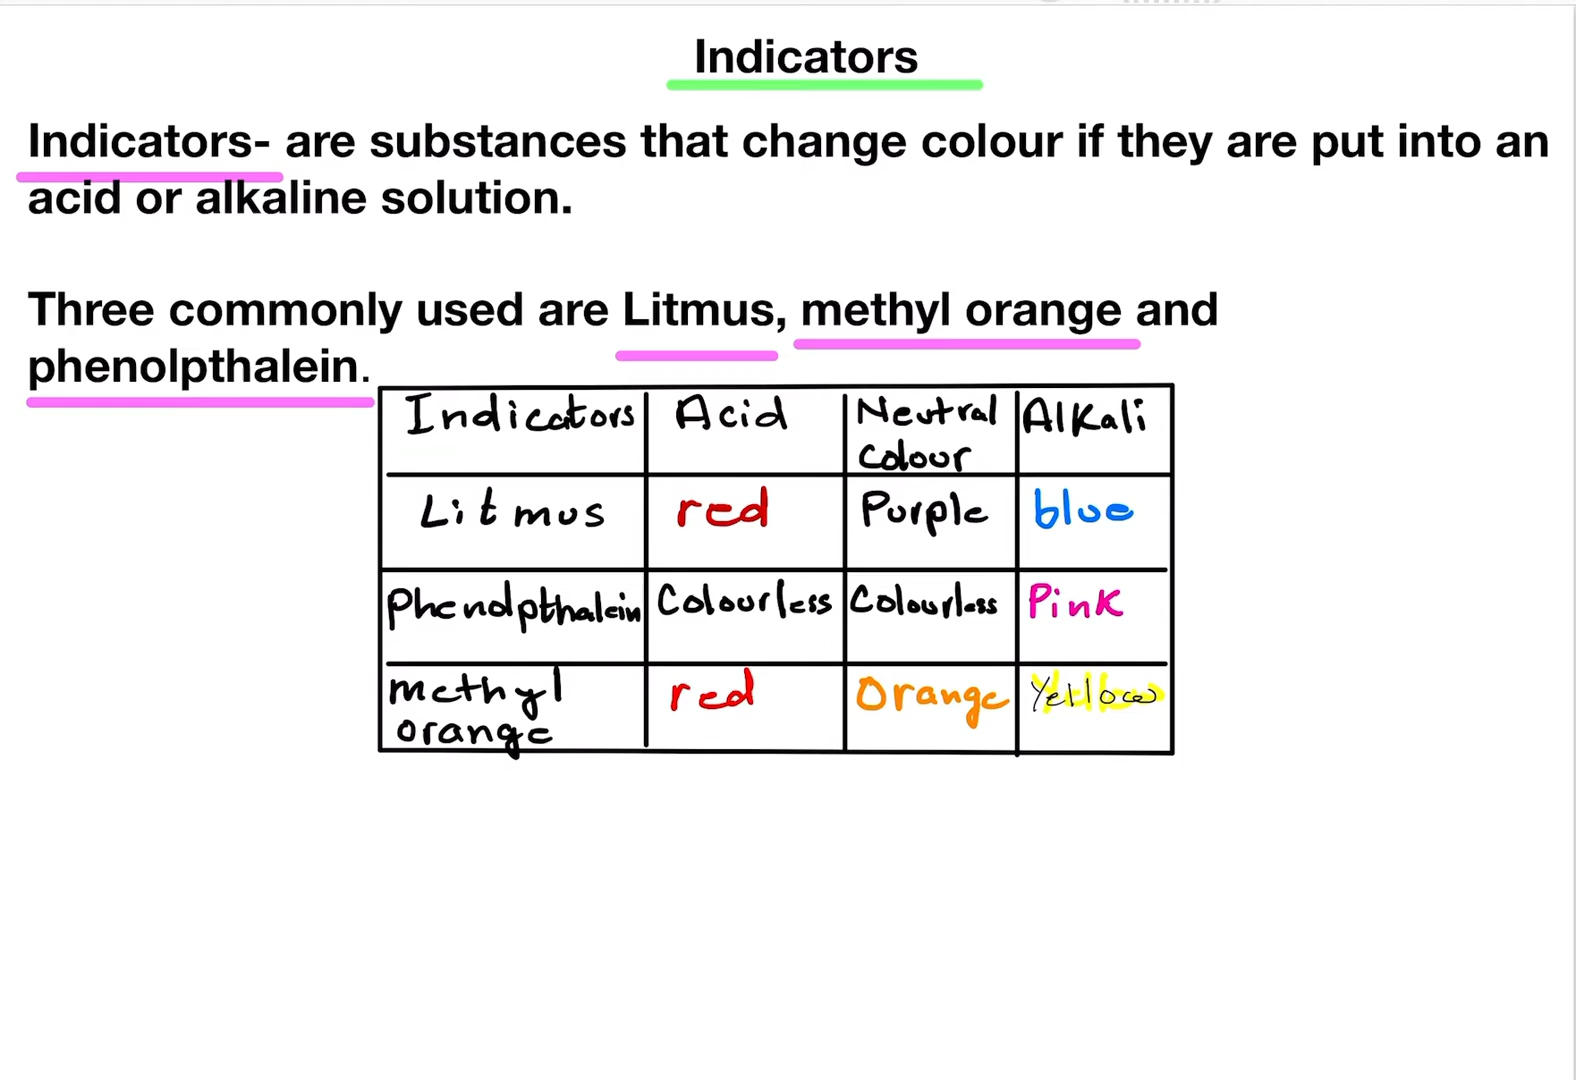 Indicators
Indicators- are substances that change colour if they are put into an
acid or alkaline solution.
Three commonly used are Litmus, methyl orange and
phenolpthalein.
Indicators Acid Neutral Alkali
colour
Litmus red Purple blue
Phenolpthalein Colourless Colourless Pink
methyl red Orange Yellow
orange